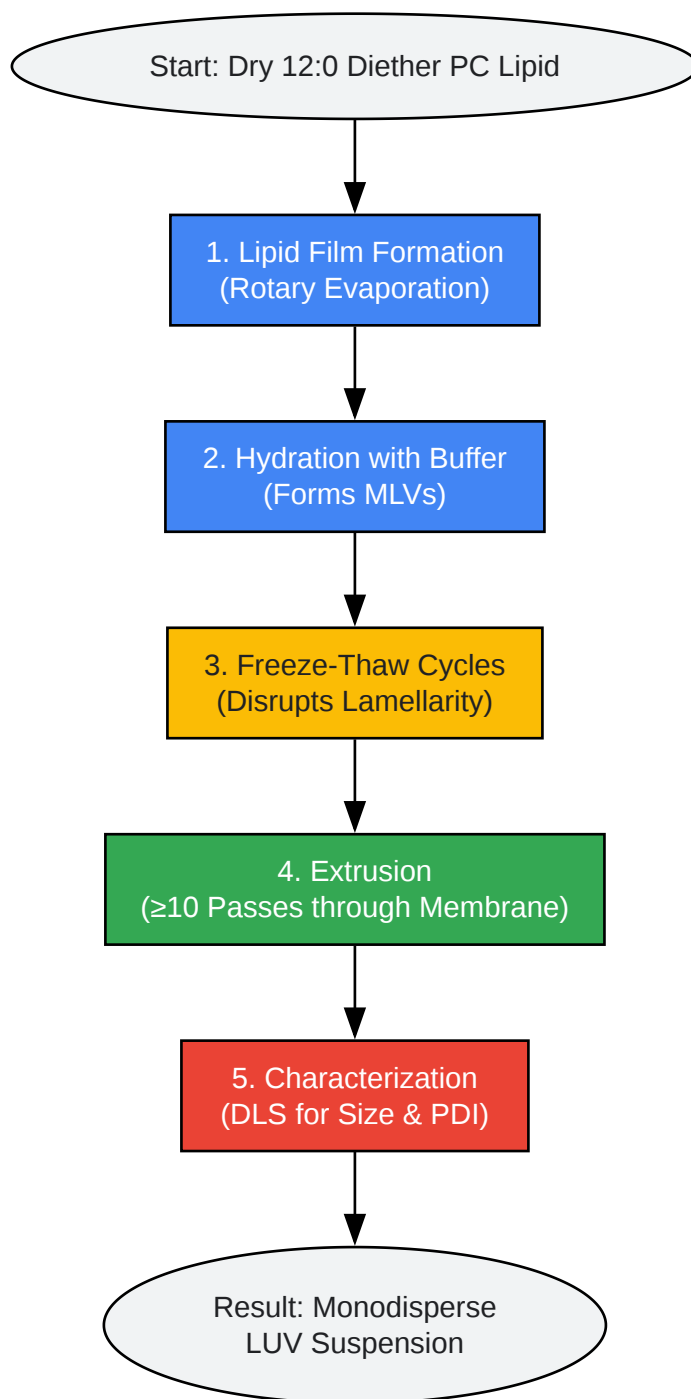 Start: Dry 12:0 Diether PC Lipid
1. Lipid Film Formation
(Rotary Evaporation)
2. Hydration with Buffer
(Forms MLVs)
3. Freeze-Thaw Cycles
(Disrupts Lamellarity)
4. Extrusion
(≥10 Passes through Membrane)
5. Characterization
(DLS for Size & PDI)
Result: Monodisperse
LUV Suspension